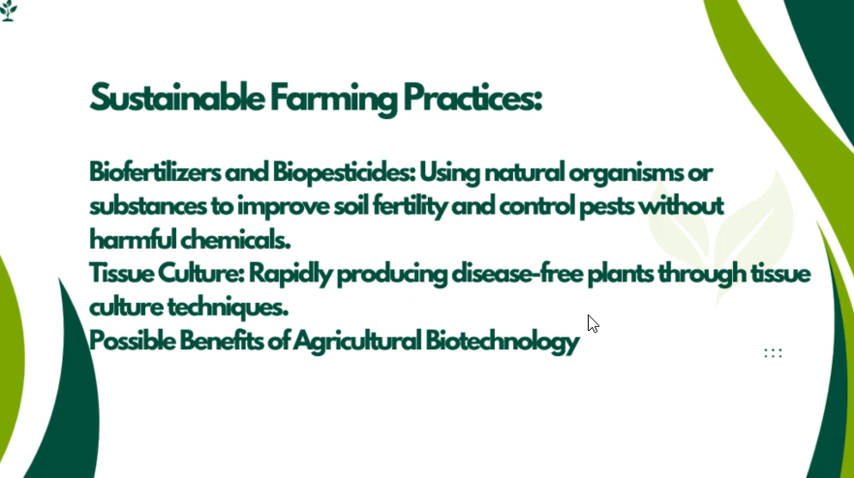 Sustainable Farming Practices:
Biofertilizers and Biopesticides: Using natural organisms or
substances to improve soil fertility and control pests without
harmful chemicals.
Tissue Culture: Rapidly producing disease-free plants through tissue
culture techniques.
Possible Benefits of Agricultural Biotechnology